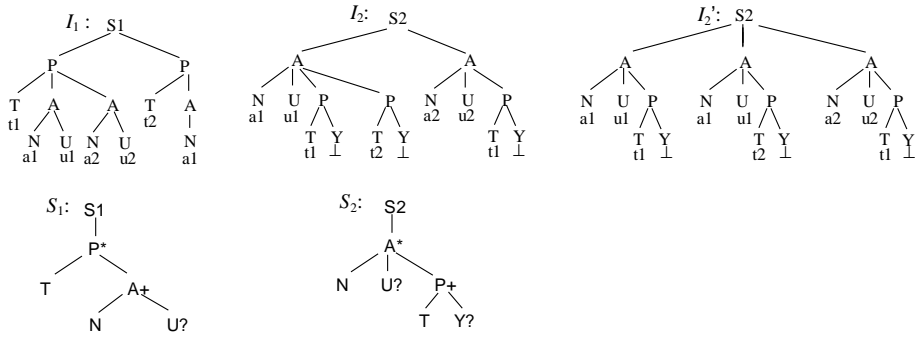 I₁ : S1 I₂: S2 I₂’: S2
P P A A A A A
T A A T A N U P P N U P N U P N U P N U P
t1 t2 a1 u1 a2 u2 a1 u1 a1 u1 a2 u2
N U N U N T Y T Y T Y T Y T Y T Y
a1 u1 a2 u2 a1 t1 ⊥ t2 ⊥ t1 ⊥ t1 ⊥ t2 ⊥ t1 ⊥
S₁: S1 S₂: S2
P* A*
T A+ N U? P+
N U? T Y?